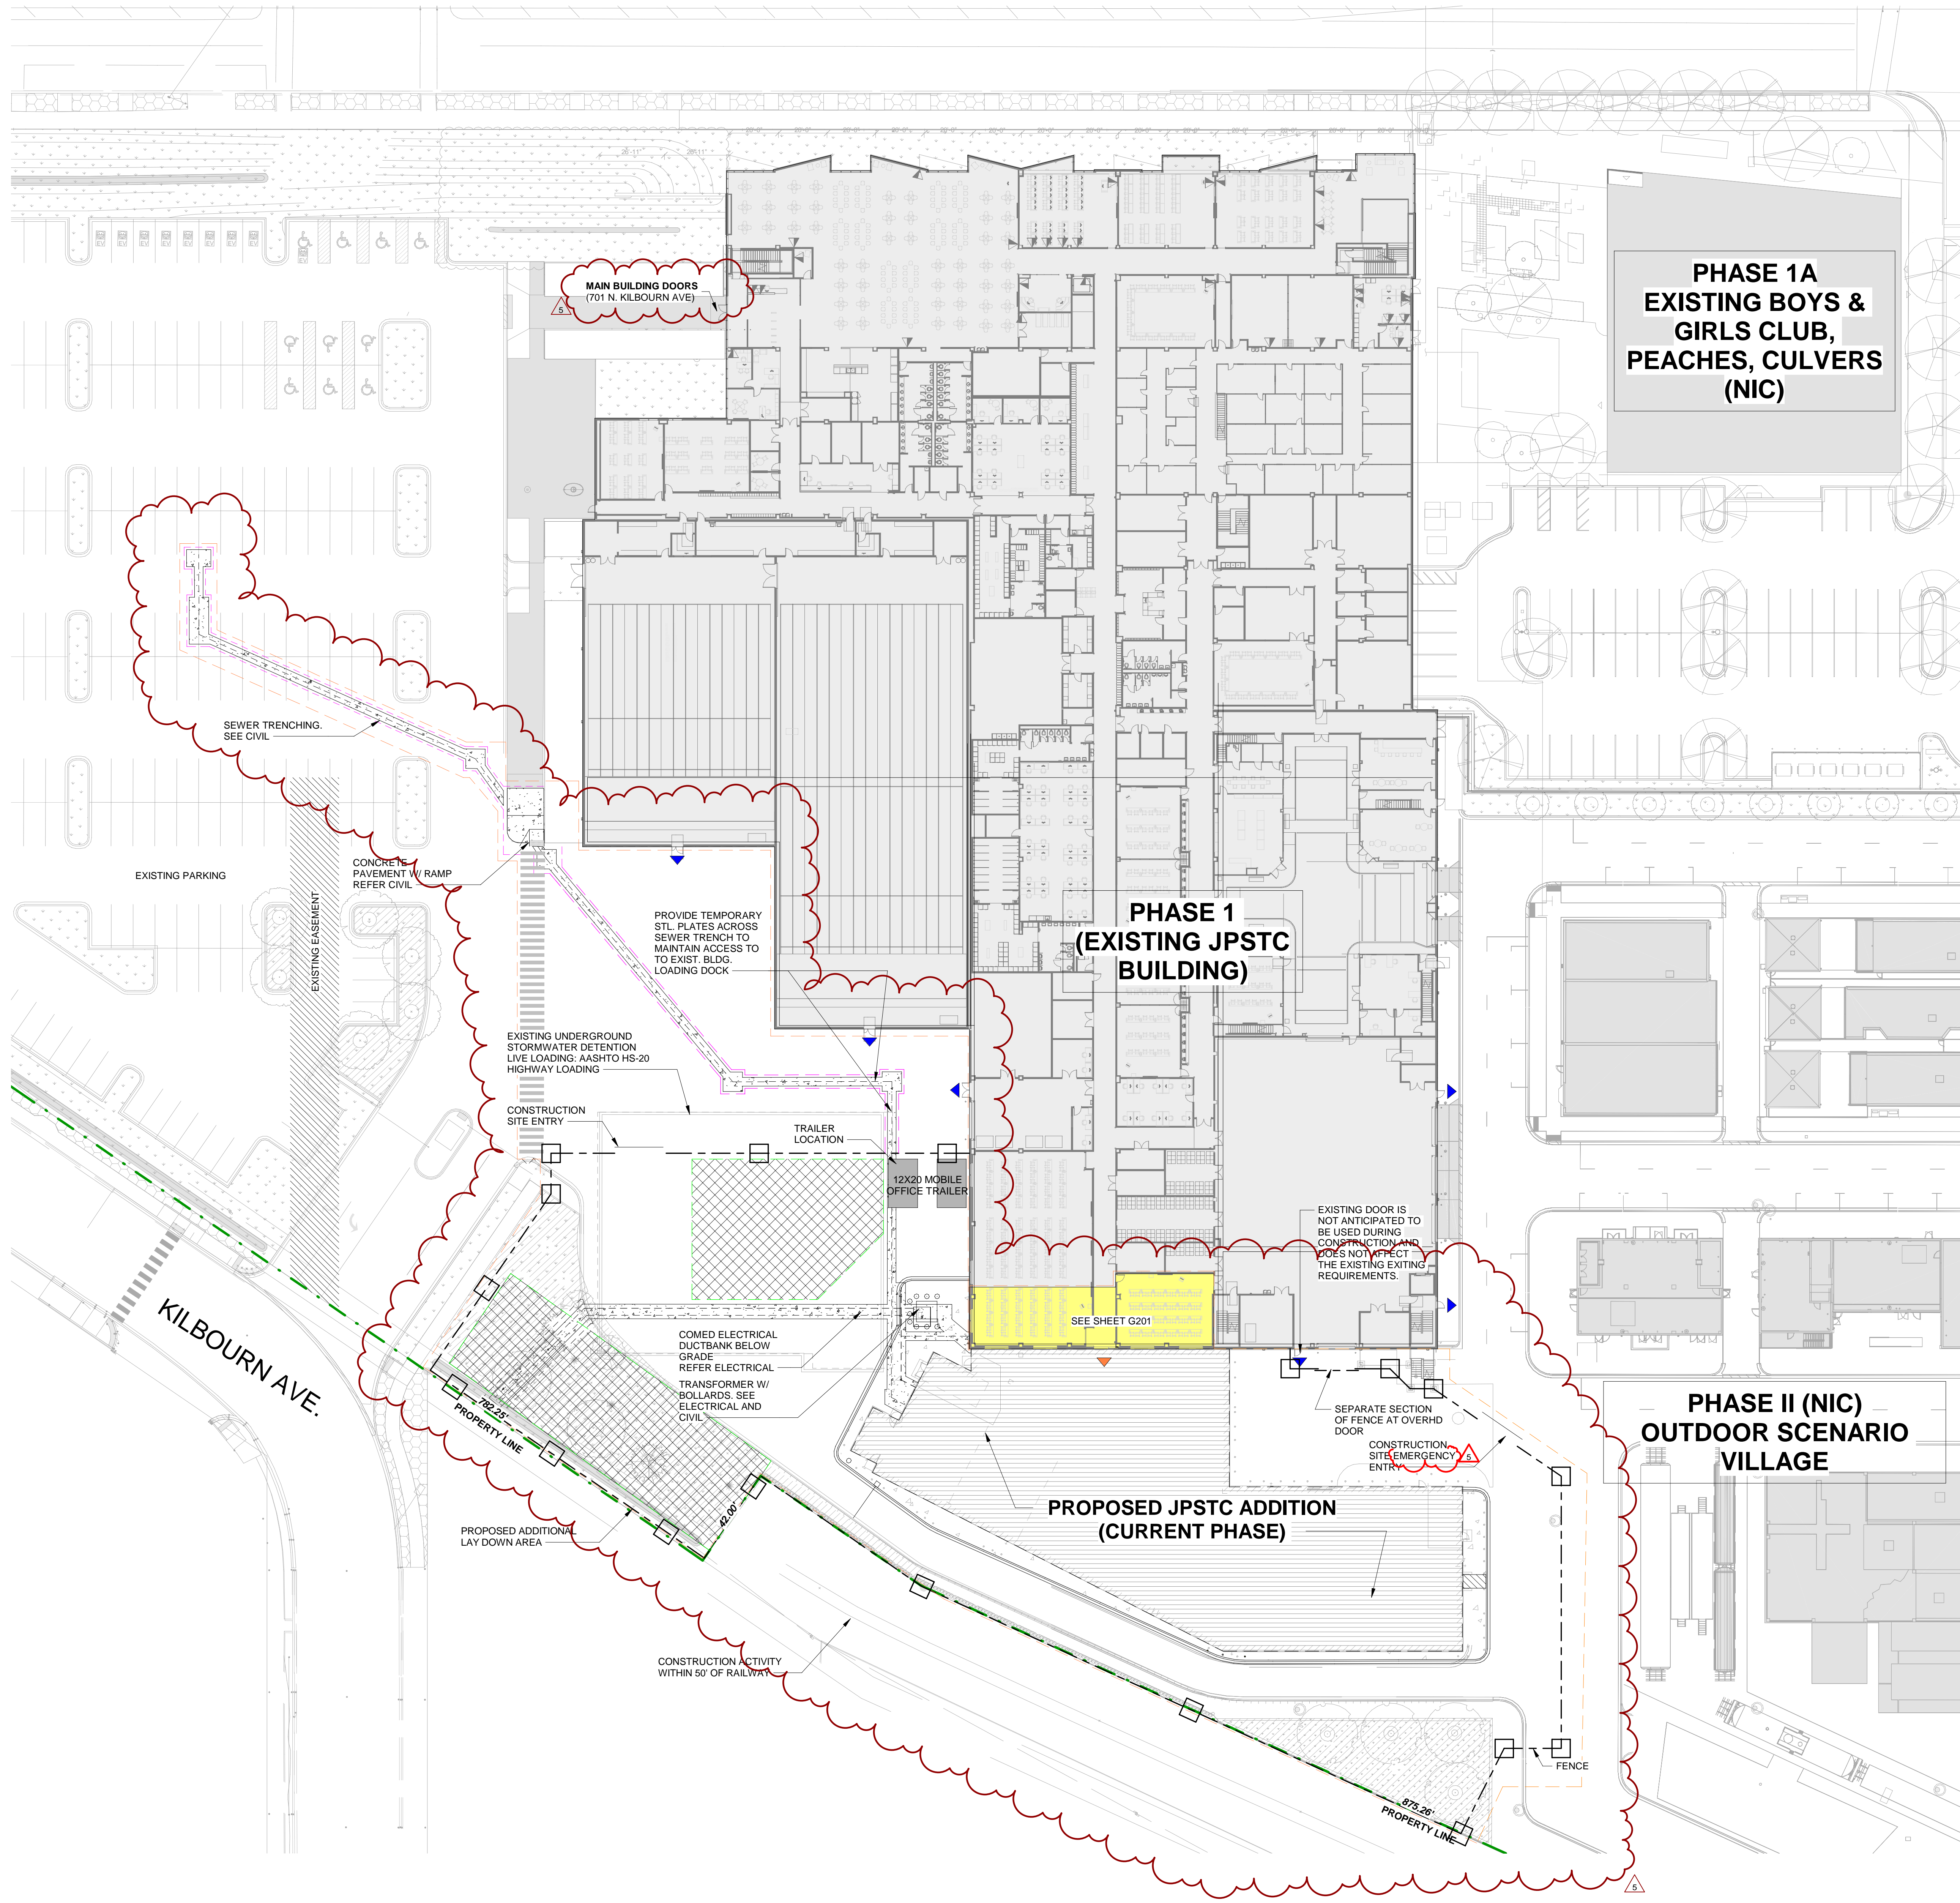 MAIN BUILDING DOORS
(701 N. KILBOURN AVE)
5
PHASE 1A
EXISTING BOYS &
GIRLS CLUB,
PEACHES, CULVERS
(NIC)
SEWER TRENCHING.
SEE CIVIL
CONCRETE
PAVEMENT W/ RAMP
REFER CIVIL
EXISTING PARKING
EXISTING EASEMENT
PROVIDE TEMPORARY
STL. PLATES ACROSS
SEWER TRENCH TO
MAINTAIN ACCESS TO
TO EXIST. BLDG.
LOADING DOCK
PHASE 1
(EXISTING JPSTC
BUILDING)
EXISTING UNDERGROUND
STORMWATER DETENTION
LIVE LOADING: AASHTO HS-20
HIGHWAY LOADING
CONSTRUCTION
SITE ENTRY
TRAILER
LOCATION
12X20 MOBILE
OFFICE TRAILER
EXISTING DOOR IS
NOT ANTICIPATED TO
BE USED DURING
CONSTRUCTION AND
DOES NOT AFFECT
THE EXISTING EXITING
REQUIREMENTS.
SEE SHEET G201
KILBOURN AVE.
COMED ELECTRICAL
DUCTBANK BELOW
GRADE
REFER ELECTRICAL
TRANSFORMER W/
BOLLARDS. SEE
ELECTRICAL AND
CIVIL
782.25'
PROPERTY LINE
42.00'
SEPARATE SECTION
OF FENCE AT OVERHD
DOOR
CONSTRUCTION
SITE EMERGENCY
ENTRY
5
PHASE II (NIC)
OUTDOOR SCENARIO
VILLAGE
PROPOSED JPSTC ADDITION
(CURRENT PHASE)
PROPOSED ADDITIONAL
LAY DOWN AREA
CONSTRUCTION ACTIVITY
WITHIN 50' OF RAILWAY
FENCE
875.26'
PROPERTY LINE
5